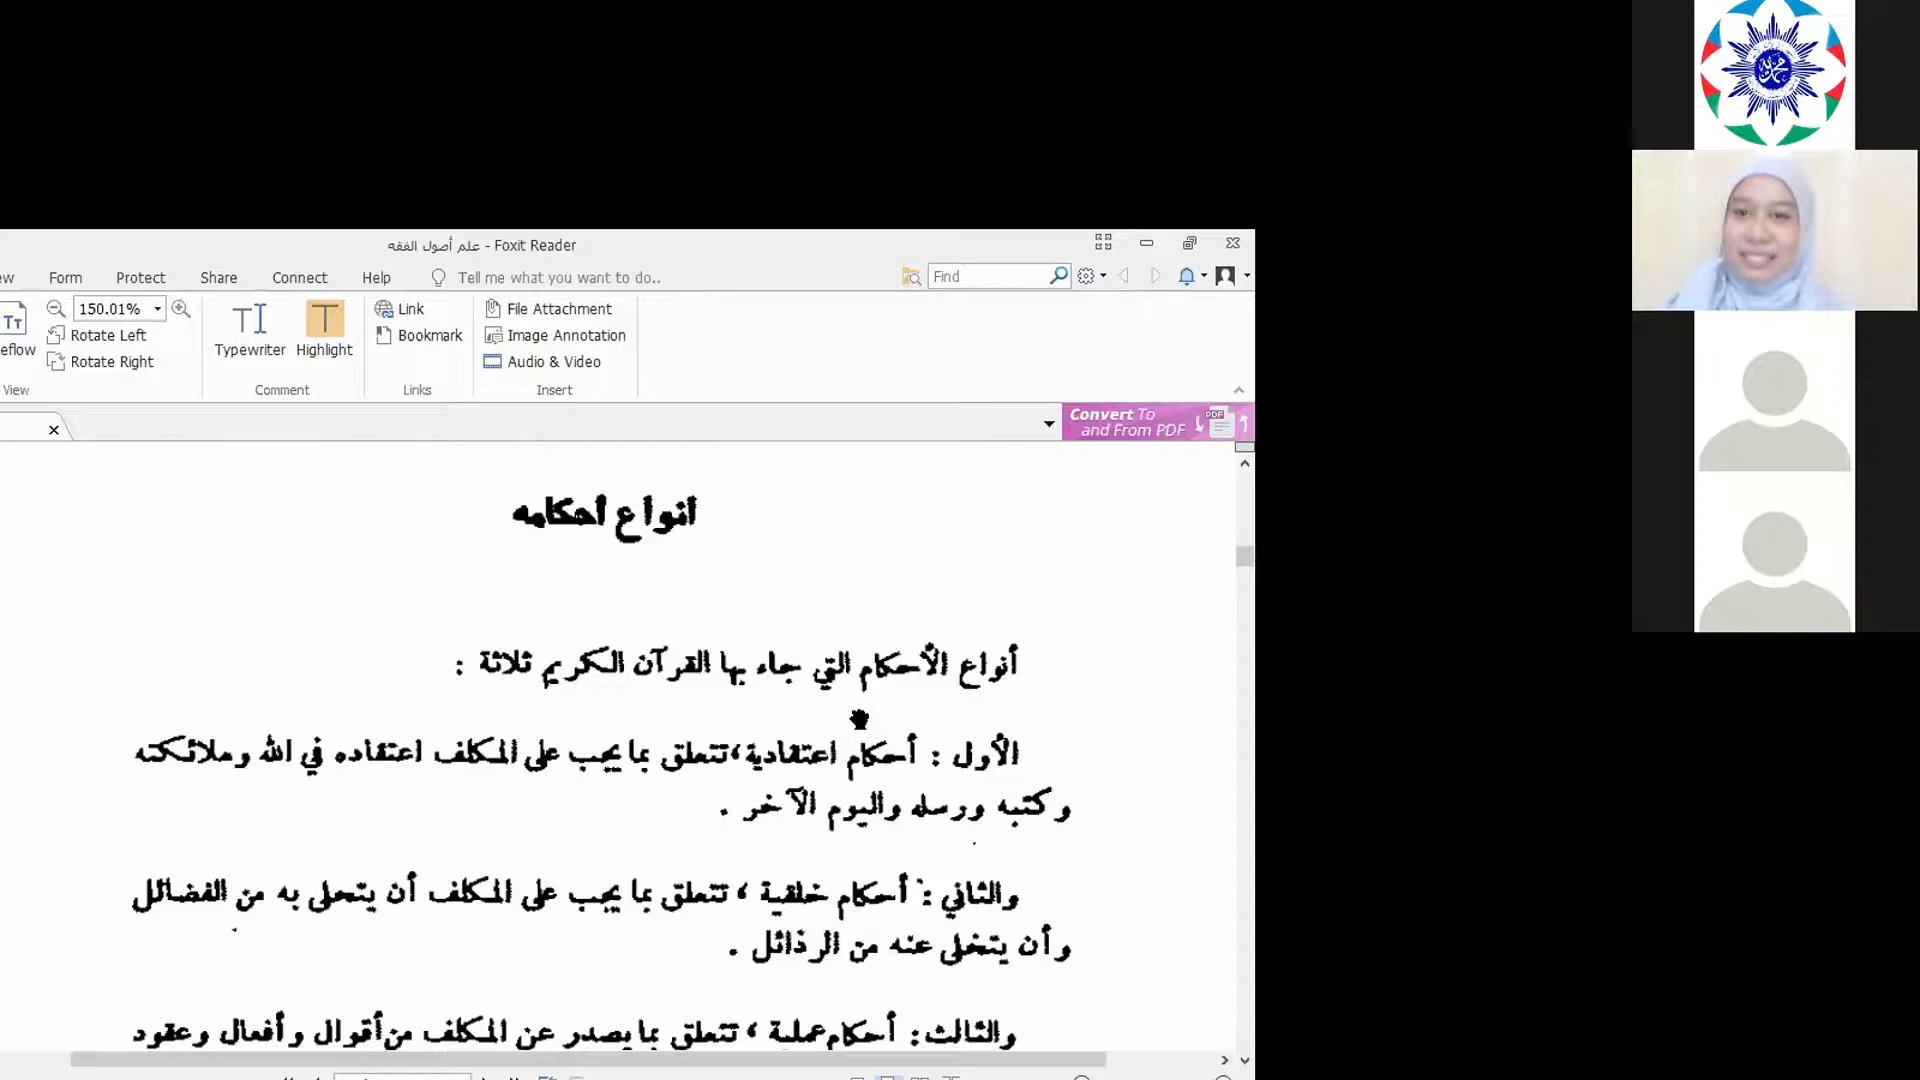 علم أصول الفقه - Foxit Reader
Form
Protect
Share
Connect
Help
Tell me what you want to do..
Find
150.01%
Rotate Left
Rotate Right
View
Typewriter
Highlight
Comment
Link
Bookmark
Links
File Attachment
Image Annotation
Audio & Video
Insert
Convert To
and From PDF
PDF
انواع أحكامه
أنواع الأحكام التي جاء بها القرآن الكريم ثلاثة :
الأول : أحكام اعتقادية، تتعلق بما يجب على المكلف اعتقاده في الله وملائكته
وكتبه ورسله واليوم الآخر .
والثاني : أحكام خلقية ، تتعلق بما يجب على المكلف أن يتحلى به من الفضائل
وأن يتخلى عنه من الرذائل .
والثالث : أحكام عملية ، تتعلق بما يصدر عن المكلف من أقوال وأفعال وعقود